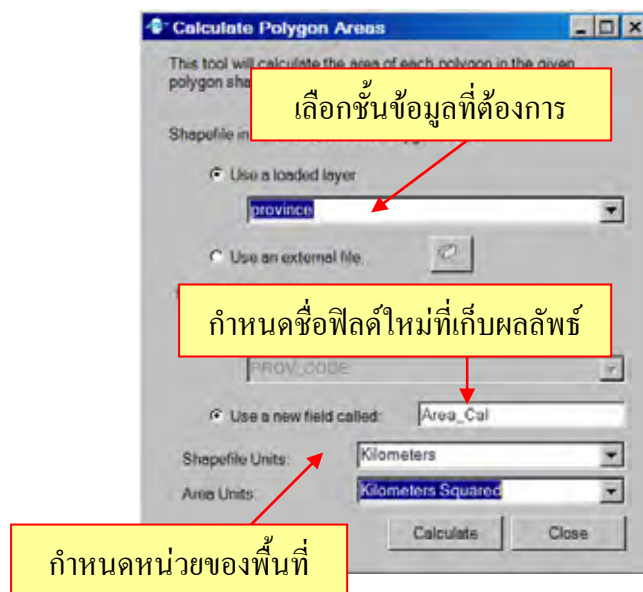 Calculate Polygon Areas
This tool will calculate the area of each polygon in the given
polygon sha
เลือกชั้นข้อมูลที่ต้องการ
Shapefile in
Use a loaded layer
province
Use an external file.
กำหนดชื่อฟิลด์ใหม่ที่เก็บผลลัพธ์
PROV_CODE
Use a new field called: Area_Cal
Shapefile Units: Kilometers
Area Units: Kilometers Squared
Calculate Close
กำหนดหน่วยของพื้นที่